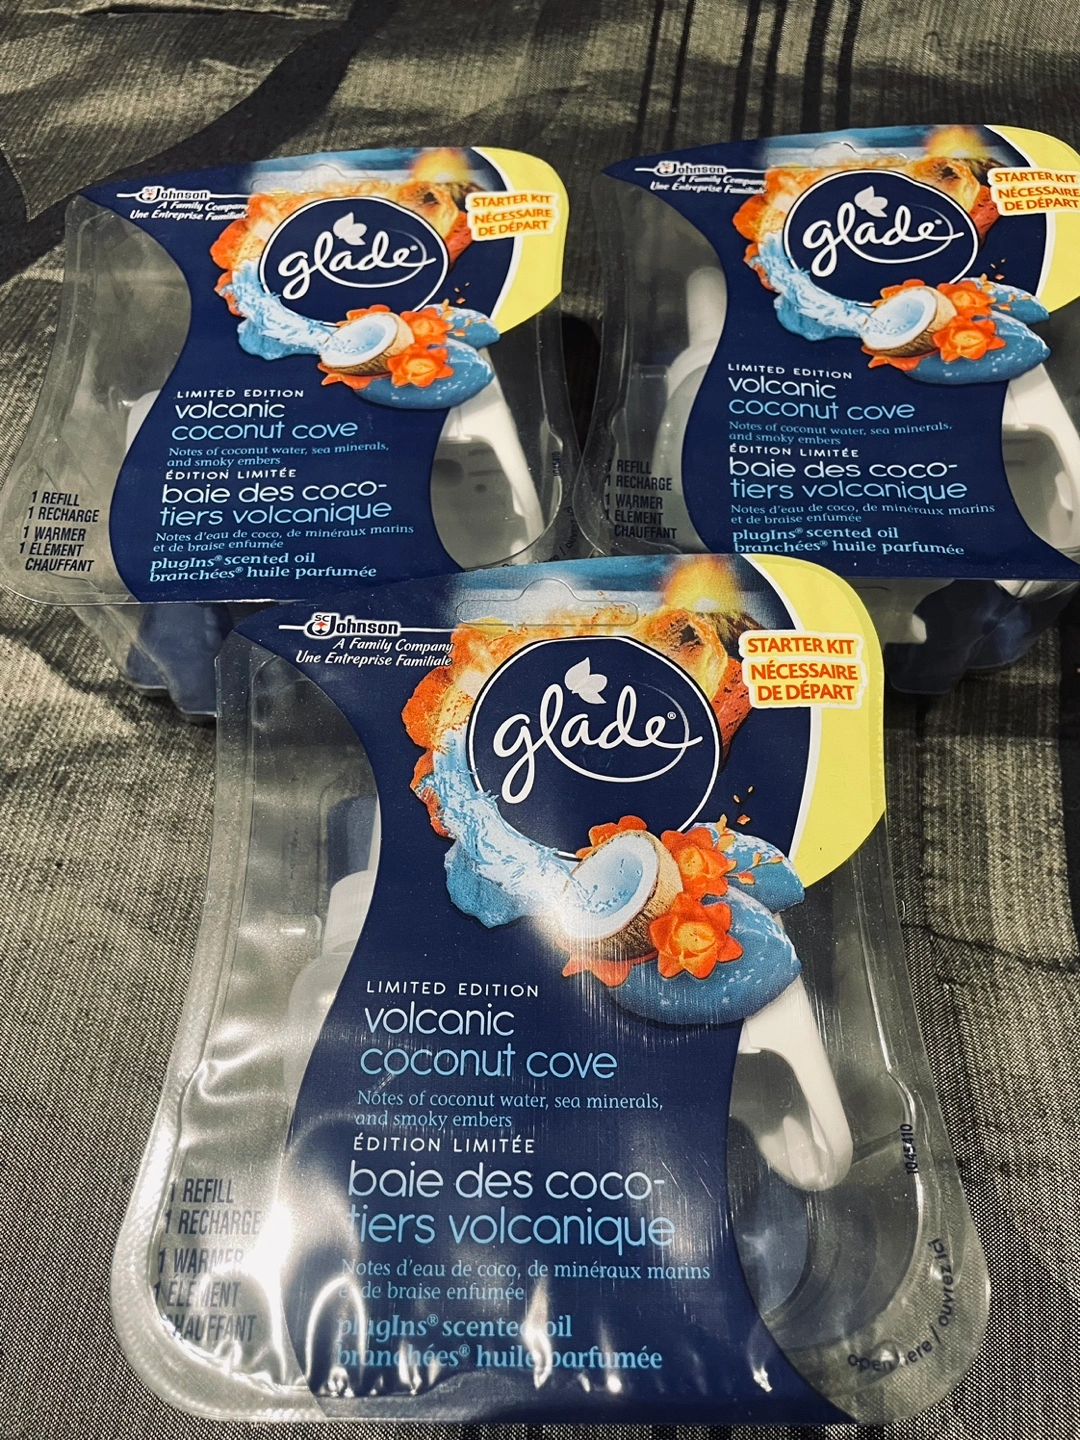 SC Johnson
A Family Company
Une Entreprise Familiale
glade®
STARTER KIT
NÉCESSAIRE
DE DÉPART
LIMITED EDITION
volcanic
coconut cove
Notes of coconut water, sea minerals,
and smoky embers
ÉDITION LIMITÉE
baie des coco-
tiers volcanique
Notes d'eau de coco, de minéraux marins
et de braise enfumée
plugIns® scented oil
branchées® huile parfumée
1 REFILL
1 RECHARGE
1 WARMER
1 ÉLÉMENT
CHAUFFANT
SC Johnson
A Family Company
Une Entreprise Familiale
glade
STARTER KIT
NÉCESSAIRE
DE DÉPART
LIMITED EDITION
volcanic
coconut cove
Notes of coconut water, sea minerals,
and smoky embers
ÉDITION LIMITÉE
baie des coco-
tiers volcanique
Notes d'eau de coco, de minéraux marins
et de braise enfumée
plugIns® scented oil
branchées® huile parfumée
1 REFILL
1 RECHARGE
1 WARMER
1 ÉLÉMENT
CHAUFFANT
SC Johnson
A Family Company
Une Entreprise Familiale
glade®
STARTER KIT
NÉCESSAIRE
DE DÉPART
LIMITED EDITION
volcanic
coconut cove
Notes of coconut water, sea minerals,
and smoky embers
ÉDITION LIMITÉE
baie des coco-
tiers volcanique
Notes d'eau de coco, de minéraux marins
et de braise enfumée
plugIns® scented oil
branchées® huile parfumée
1 REFILL
1 RECHARGE
1 WARMER
1 ÉLÉMENT
CHAUFFANT
1045410
open here / ouvrez ici